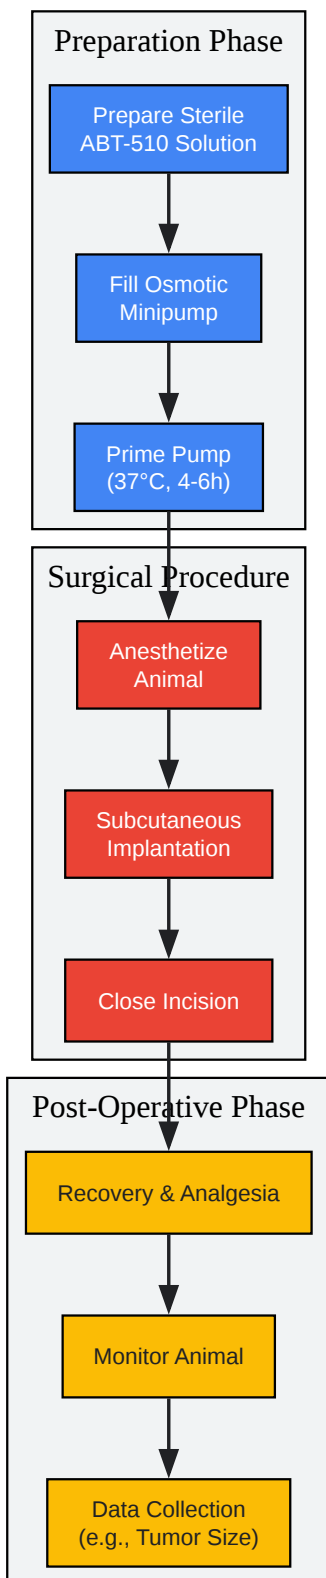 Preparation Phase
Prepare Sterile
ABT-510 Solution
Fill Osmotic
Minipump
Prime Pump
(37°C, 4-6h)
Surgical Procedure
Anesthetize
Animal
Subcutaneous
Implantation
Close Incision
Post-Operative Phase
Recovery & Analgesia
Monitor Animal
Data Collection
(e.g., Tumor Size)